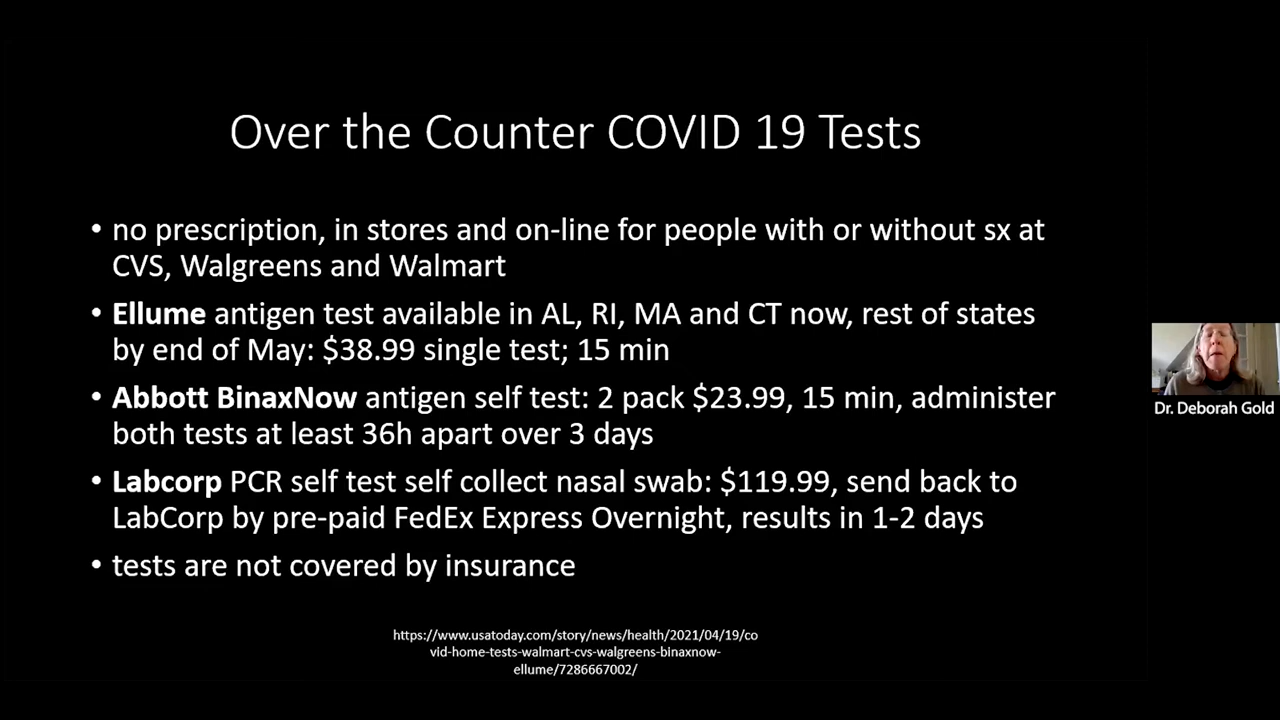 Over the Counter COVID 19 Tests
• no prescription, in stores and on-line for people with or without sx at
CVS, Walgreens and Walmart
• Ellume antigen test available in AL, RI, MA and CT now, rest of states
by end of May: $38.99 single test; 15 min
• Abbott BinaxNow antigen self test: 2 pack $23.99, 15 min, administer
both tests at least 36h apart over 3 days
• Labcorp PCR self test self collect nasal swab: $119.99, send back to
LabCorp by pre-paid FedEx Express Overnight, results in 1-2 days
• tests are not covered by insurance
https://www.usatoday.com/story/news/health/2021/04/19/co
vid-home-tests-walmart-cvs-walgreens-binaxnow-
ellume/7286667002/
Dr. Deborah Gold